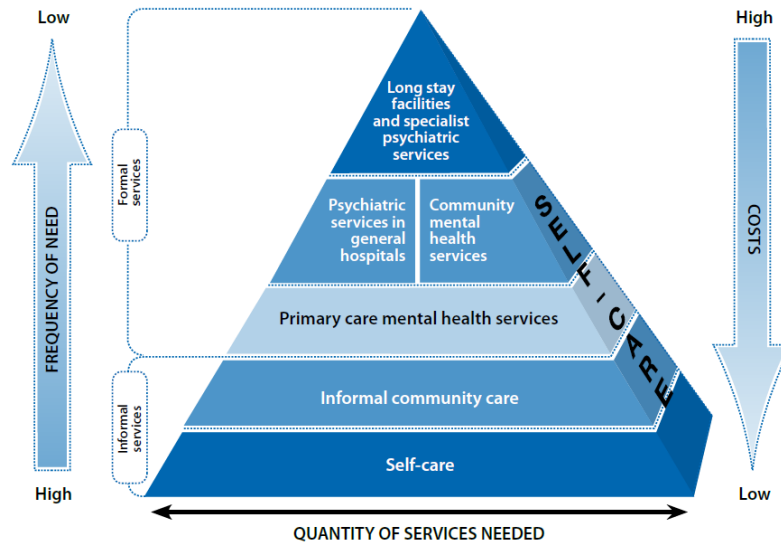 Low
High
Long stay
facilities
and specialist
psychiatric
services
Formal
services
FREQUENCY OF NEED
Psychiatric
services in
general
hospitals
Community
mental
health
services
SELF-CARE
COSTS
Primary care mental health services
Informal
services
Informal community care
Self-care
High
Low
QUANTITY OF SERVICES NEEDED